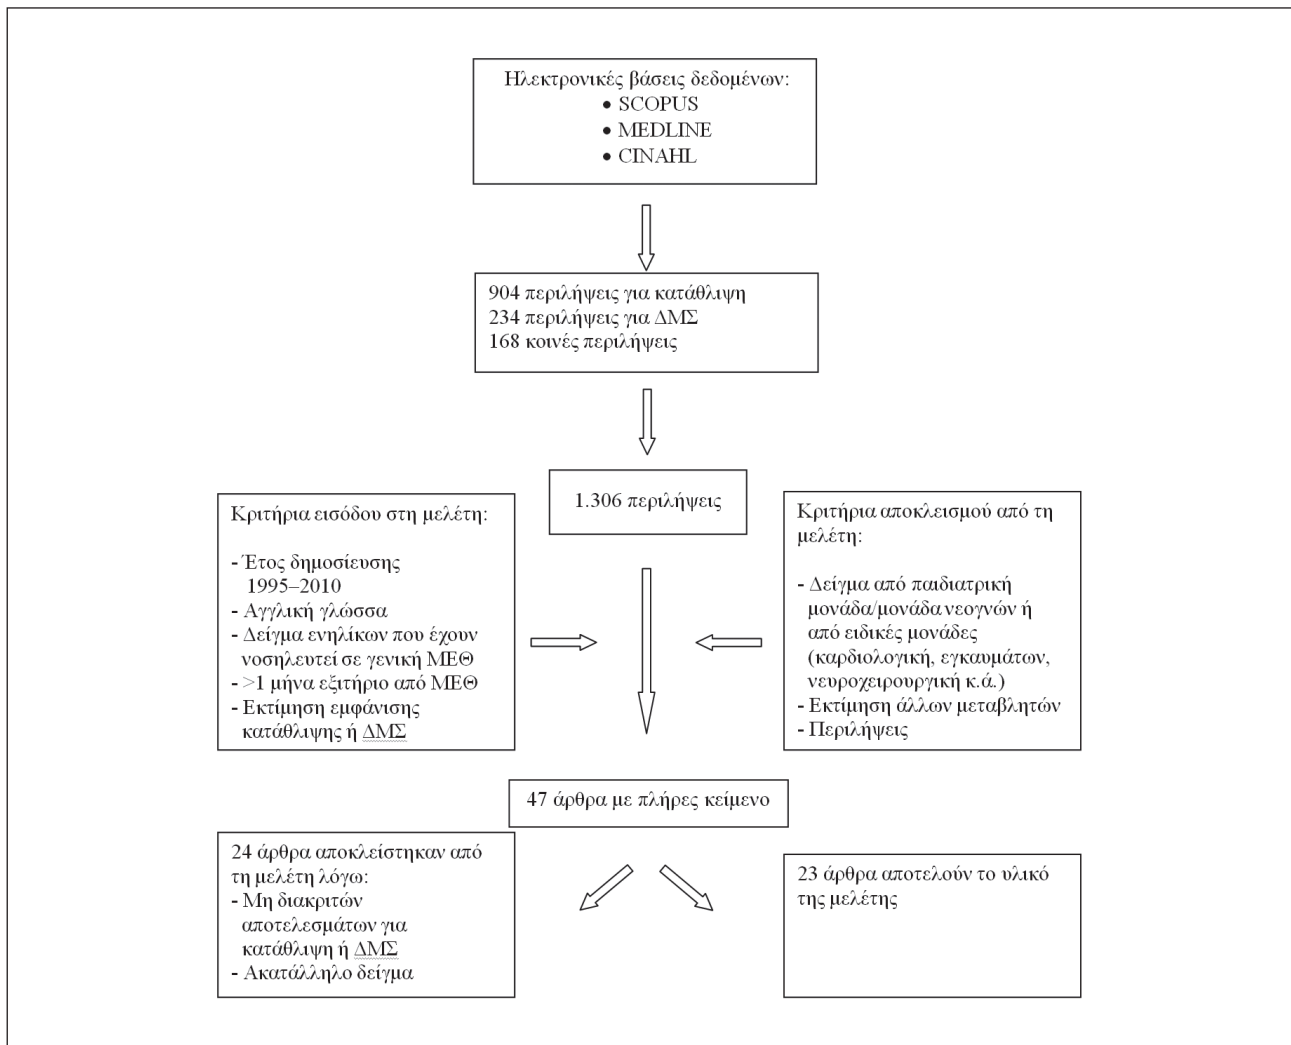 Ηλεκτρονικές βάσεις δεδομένων:
• SCOPUS
• MEDLINE
• CINAHL
904 περιλήψεις για κατάθλιψη
234 περιλήψεις για ΔΜΣ
168 κοινές περιλήψεις
1.306 περιλήψεις
Κριτήρια εισόδου στη μελέτη:
- Έτος δημοσίευσης
1995–2010
- Αγγλική γλώσσα
- Δείγμα ενηλίκων που έχουν
νοσηλευτεί σε γενική ΜΕΘ
- >1 μήνα εξιτήριο από ΜΕΘ
- Εκτίμηση εμφάνισης
κατάθλιψης ή ΔΜΣ
Κριτήρια αποκλεισμού από τη
μελέτη:
- Δείγμα από παιδιατρική
μονάδα/μονάδα νεογνών ή
από ειδικές μονάδες
(καρδιολογική, εγκαυμάτων,
νευροχειρουργική κ.ά.)
- Εκτίμηση άλλων μεταβλητών
- Περιλήψεις
47 άρθρα με πλήρες κείμενο
24 άρθρα αποκλείστηκαν από
τη μελέτη λόγω:
- Μη διακριτών
αποτελεσμάτων για
κατάθλιψη ή ΔΜΣ
- Ακατάλληλο δείγμα
23 άρθρα αποτελούν το υλικό
της μελέτης